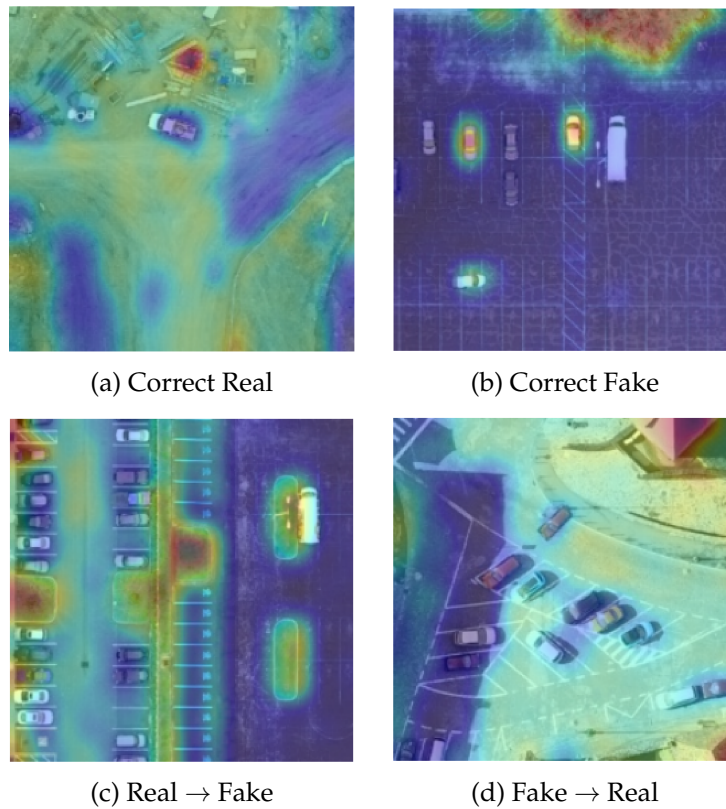 (a) Correct Real
(b) Correct Fake
(c) Real → Fake
(d) Fake → Real